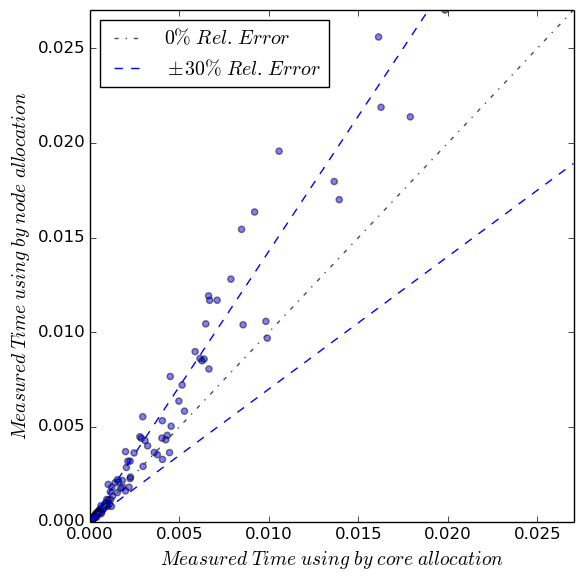 0% Rel. Error
±30% Rel. Error
0.025
0.020
0.015
0.010
0.005
0.000
0.000 0.005 0.010 0.015 0.020 0.025
Measured Time using by node allocation
Measured Time using by core allocation